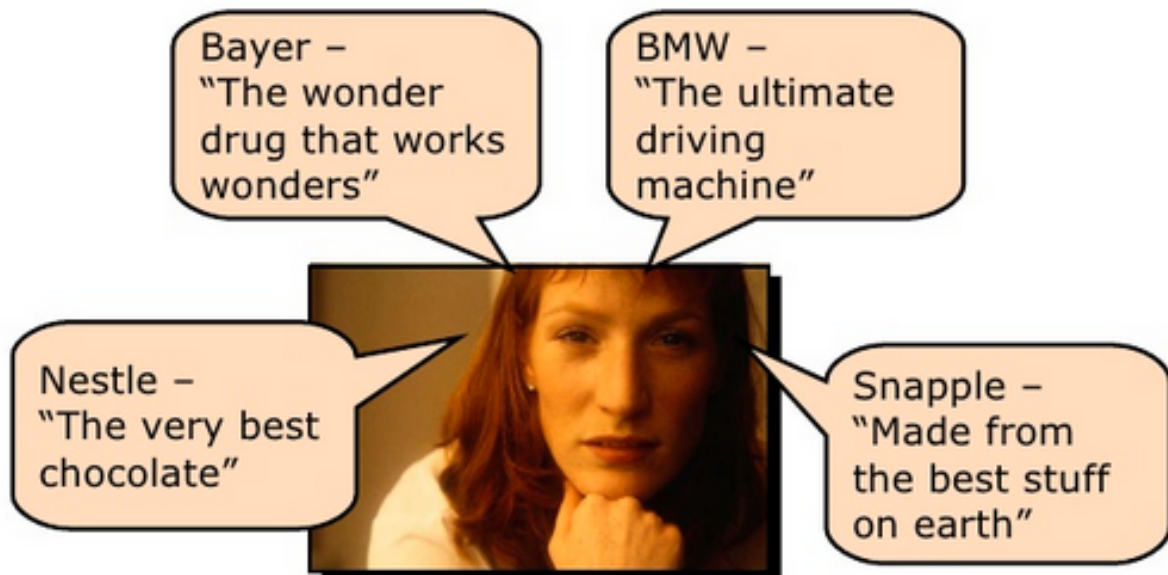 Bayer –
“The wonder
drug that works
wonders”
BMW –
“The ultimate
driving
machine”
Nestle –
“The very best
chocolate”
Snapple –
“Made from
the best stuff
on earth”